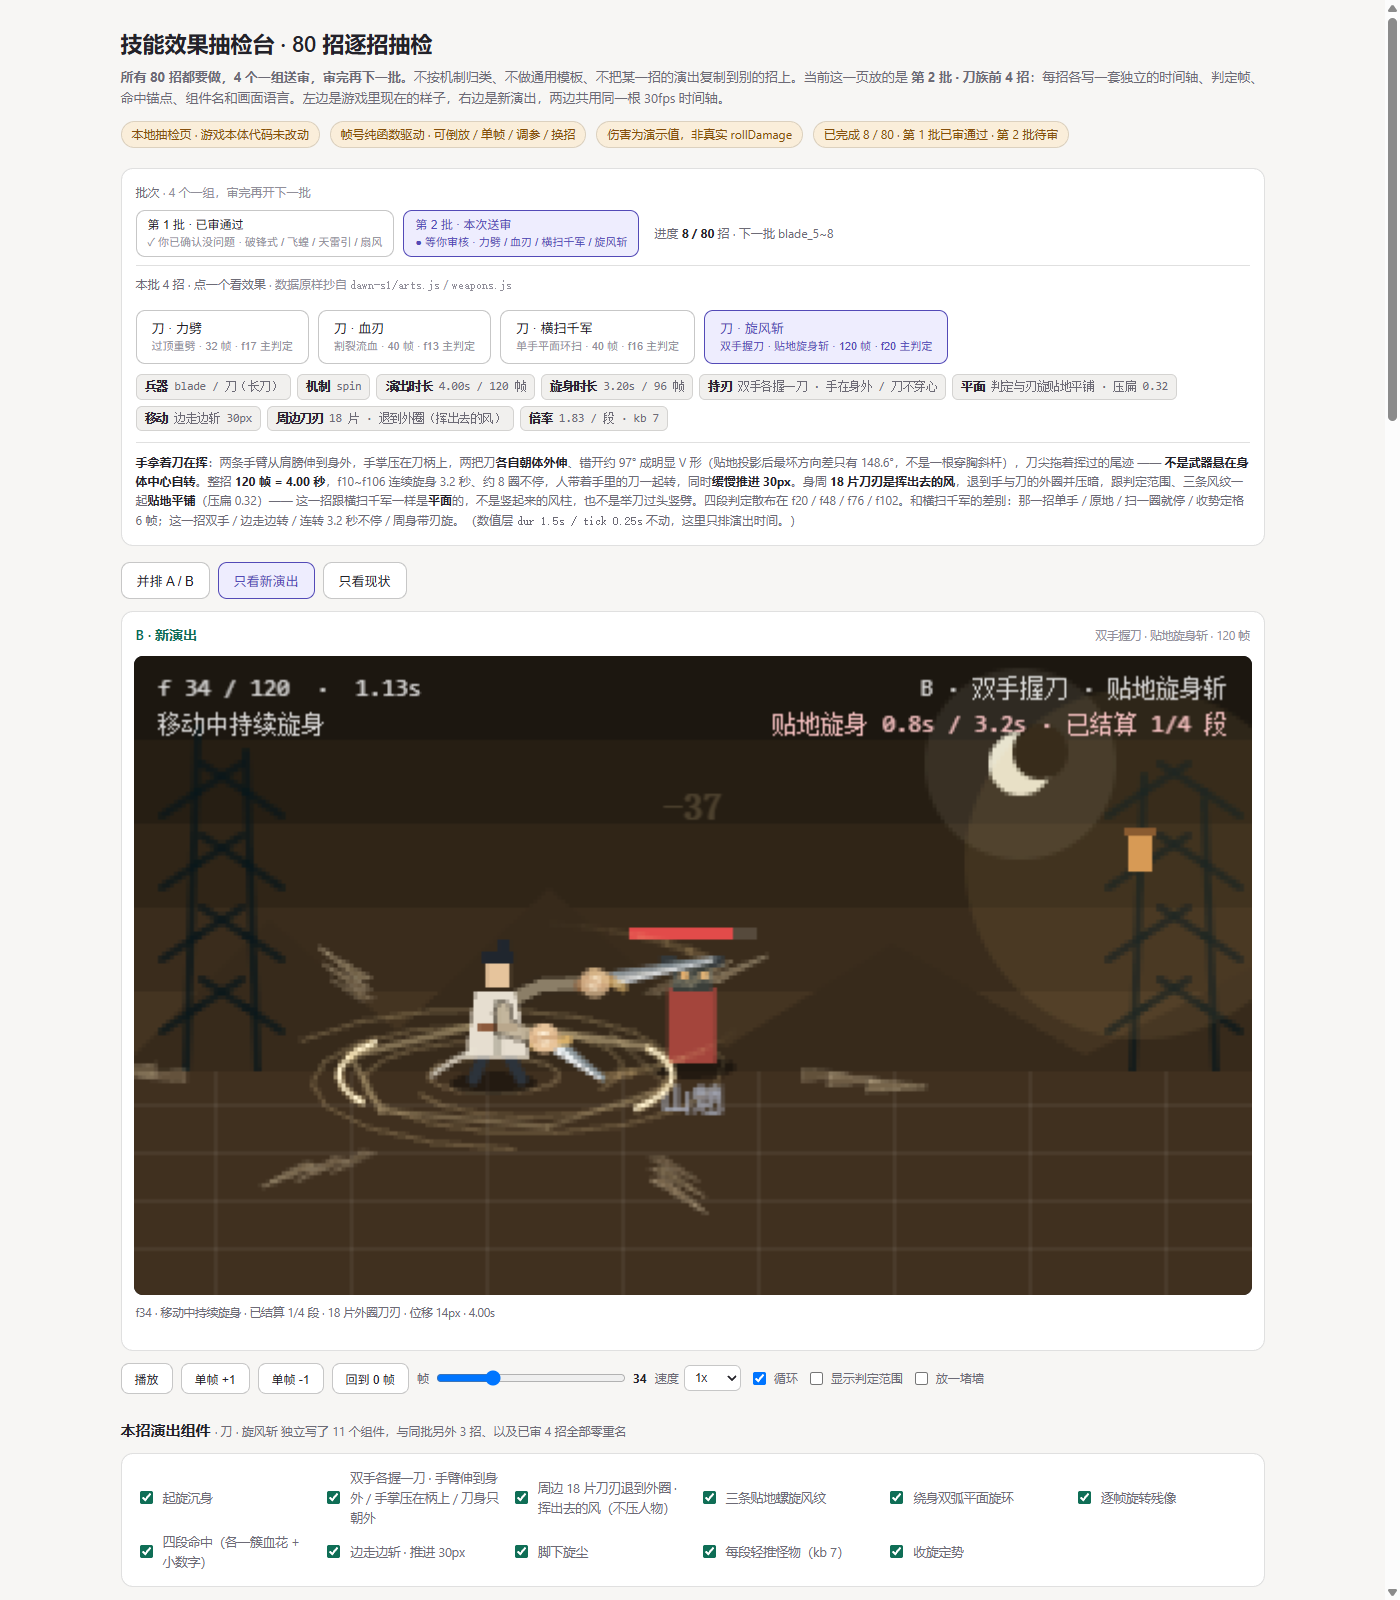 技能效果抽检台 · 80 招逐招抽检
所有 80 招都要做，4 个一组送审，审完再下一批。不按机制归类、不做通用模板、不把某一招的演出复制到别的招上。当前这一页放的是 第 2 批 · 刀族前 4 招：每招各写一套独立的时间轴、判定帧、
命中锚点、组件名和画面语言。左边是游戏里现在的样子，右边是新演出，两边共用同一根 30fps 时间轴。
本地抽检页 · 游戏本体代码未改动
帧号纯函数驱动 · 可倒放 / 单帧 / 调参 / 换招
伤害为演示值，非真实 rollDamage
已完成 8 / 80 · 第 1 批已审通过 · 第 2 批待审
批次 · 4 个一组，审完再开下一批
第 1 批 · 已审通过
✓ 你已确认没问题 · 破锋式 / 飞蝗 / 天雷引 / 扇风
第 2 批 · 本次送审
● 等你审核 · 力劈 / 血刃 / 横扫千军 / 旋风斩
进度 8 / 80 招 · 下一批 blade_5~8
本批 4 招 · 点一个看效果 · 数据原样抄自 dawn-sl/arts.js / weapons.js
刀 · 力劈
过顶重劈 · 32 帧 · f17 主判定
刀 · 血刃
割裂流血 · 40 帧 · f13 主判定
刀 · 横扫千军
单手平面环扫 · 40 帧 · f16 主判定
刀 · 旋风斩
双手握刀 · 贴地旋身斩 · 120 帧 · f20 主判定
兵器 blade / 刀（长刀）
机制 spin
演出时长 4.00s / 120 帧
旋身时长 3.20s / 96 帧
持刃 双手各握一刀 · 手在身外 / 刀不穿心
平面 判定与刃旋贴地平铺 · 压扁 0.32
移动 边走边斩 30px
周边刀刃 18 片 · 退到外圈（挥出去的风）
倍率 1.83 / 段 · kb 7
手拿着刀在挥：两条手臂从肩膀伸到身外，手掌压在刀柄上，两把刀各自朝体外伸、错开约 97° 成明显 V 形（贴地投影后最坏方向差只有 148.6°，不是一根穿胸斜杆），刀尖拖着挥过的尾迹 —— 不是武器悬在身
体中心自转。整招 120 帧 = 4.00 秒，f10~f106 连续旋身 3.2 秒、约 8 圈不停，人带着手里的刀一起转，同时缓慢推进 30px。身周 18 片刀刃是挥出去的风，退到手与刀的外圈并压暗，跟判定范围、三条风纹一
起贴地平铺（压扁 0.32）—— 这一招跟横扫千军一样是平面的，不是竖起来的风柱，也不是举刀过头竖劈。四段判定散布在 f20 / f48 / f76 / f102。和横扫千军的差别：那一招单手 / 原地 / 扫一圈就停 / 收势定格
6 帧；这一招双手 / 边走边转 / 连转 3.2 秒不停 / 周身带刃旋。（数值层 dur 1.5s / tick 0.25s 不动，这里只排演出时间。）
并排 A / B
只看新演出
只看现状
B · 新演出
双手握刀 · 贴地旋身斩 · 120 帧
f 34 / 120 · 1.13s
移动中持续旋身
B · 双手握刀 · 贴地旋身斩
贴地旋身 0.8s / 3.2s · 已结算 1/4 段
-37
山魈
f34 · 移动中持续旋身 · 已结算 1/4 段 · 18 片外圈刀刃 · 位移 14px · 4.00s
播放
单帧 +1
单帧 -1
回到 0 帧
帧
34
速度
1x
循环
显示判定范围
放一堵墙
本招演出组件 · 刀 · 旋风斩 独立写了 11 个组件，与同批另外 3 招、以及已审 4 招全部零重名
起旋沉身
双手各握一刀 · 手臂伸到身
外 / 手掌压在柄上 / 刀身只
朝外
周边 18 片刀刃退到外圈 ·
挥出去的风（不压人物）
三条贴地螺旋风纹
绕身双弧平面旋环
逐帧旋转残像
四段命中（各一簇血花 +
小数字）
边走边斩 · 推进 30px
脚下旋尘
每段轻推怪物（kb 7）
收旋定势